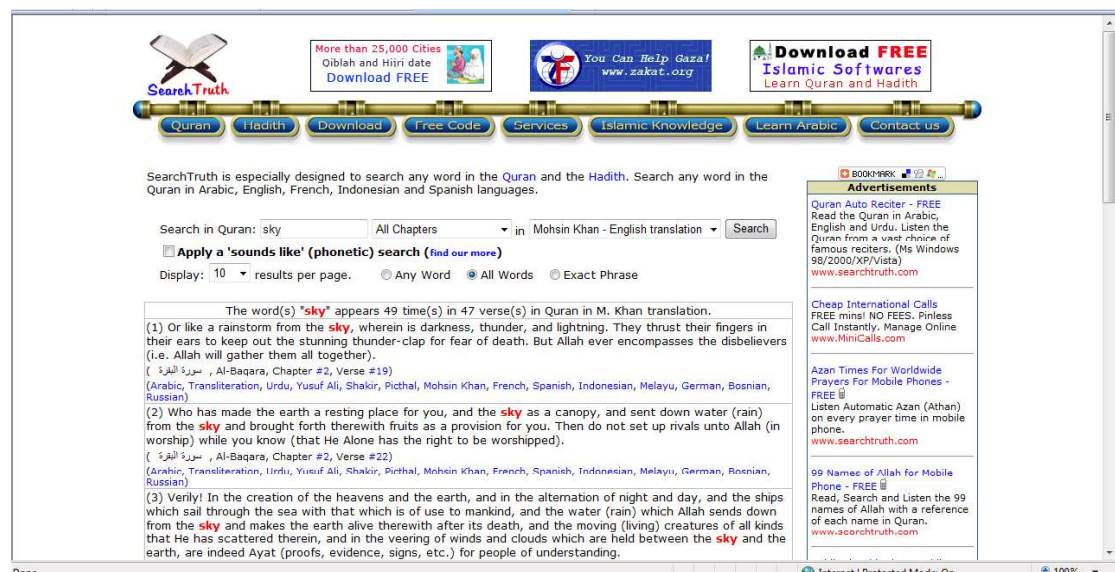 More than 25,000 Cities
Qiblah and Hijri date
Download FREE
You Can Help Gaza!
www.zakat.org
Download FREE
Islamic Softwares
Learn Quran and Hadith
SearchTruth
Quran
Hadith
Download
Free Code
Services
Islamic Knowledge
Learn Arabic
Contact us
SearchTruth is especially designed to search any word in the Quran and the Hadith. Search any word in the
Quran in Arabic, English, French, Indonesian and Spanish languages.
Search in Quran: sky All Chapters in Mohsin Khan - English translation Search
Apply a 'sounds like' (phonetic) search (find our more)
Display: 10 results per page. Any Word All Words Exact Phrase
The word(s) "sky" appears 49 time(s) in 47 verse(s) in Quran in M. Khan translation.
(1) Or like a rainstorm from the sky, wherein is darkness, thunder, and lightning. They thrust their fingers in
their ears to keep out the stunning thunder-clap for fear of death. But Allah ever encompasses the disbelievers
(i.e. Allah will gather them all together).
( سورة البقرة , Al-Baqara, Chapter #2, Verse #19)
(Arabic, Transliteration, Urdu, Yusuf Ali, Shakir, Picthal, Mohsin Khan, French, Spanish, Indonesian, Melayu, German, Bosnian,
Russian)
(2) Who has made the earth a resting place for you, and the sky as a canopy, and sent down water (rain)
from the sky and brought forth therewith fruits as a provision for you. Then do not set up rivals unto Allah (in
worship) while you know (that He Alone has the right to be worshipped).
( سورة البقرة , Al-Baqara, Chapter #2, Verse #22)
(Arabic, Transliteration, Urdu, Yusuf Ali, Shakir, Picthal, Mohsin Khan, French, Spanish, Indonesian, Melayu, German, Bosnian,
Russian)
(3) Verily! In the creation of the heavens and the earth, and in the alternation of night and day, and the ships
which sail through the sea with that which is of use to mankind, and the water (rain) which Allah sends down
from the sky and makes the earth alive therewith after its death, and the moving (living) creatures of all kinds
that He has scattered therein, and in the veering of winds and clouds which are held between the sky and the
earth, are indeed Ayat (proofs, evidence, signs, etc.) for people of understanding.
BOOKMARK
Advertisements
Quran Auto Reciter - FREE
Read the Quran in Arabic,
English and Urdu. Listen the
Quran from a vast choice of
famous reciters. (Ms Windows
98/2000/XP/Vista)
www.searchtruth.com
Cheap International Calls
FREE mins! NO FEES. Pinless
Call Instantly. Manage Online
www.MiniCalls.com
Azan Times For Worldwide
Prayers For Mobile Phones -
FREE
Listen Automatic Azan (Athan)
on every prayer time in mobile
phone.
www.searchtruth.com
99 Names of Allah for Mobile
Phone - FREE
Read, Search and Listen the 99
names of Allah with a reference
of each name in Quran.
www.searchtruth.com
Done
Internet | Protected Mode: On
100%